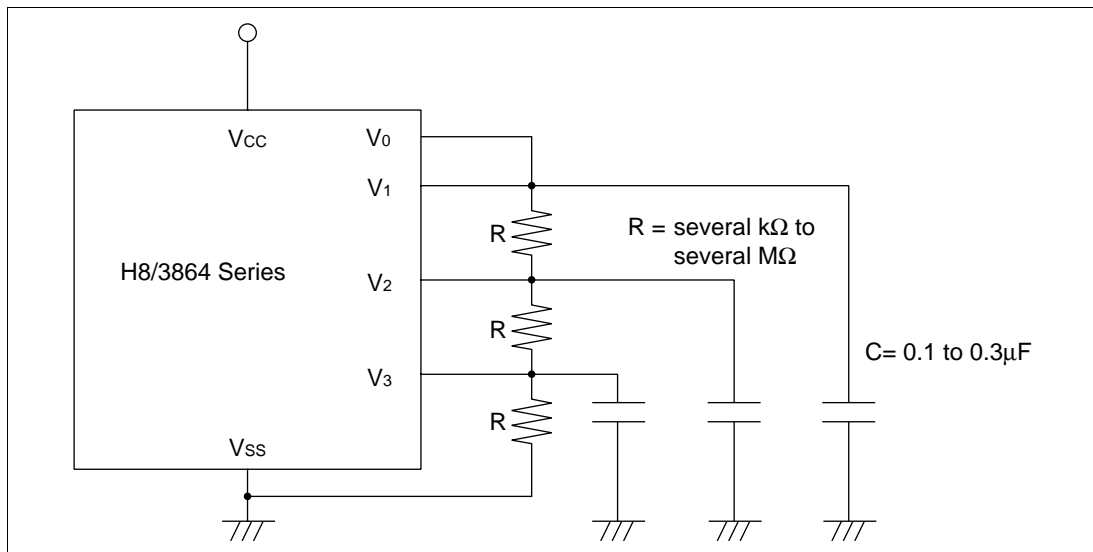 VCC
V0
V1
R
R = several kΩ to
several MΩ
H8/3864 Series
V2
R
C= 0.1 to 0.3μF
V3
R
VSS